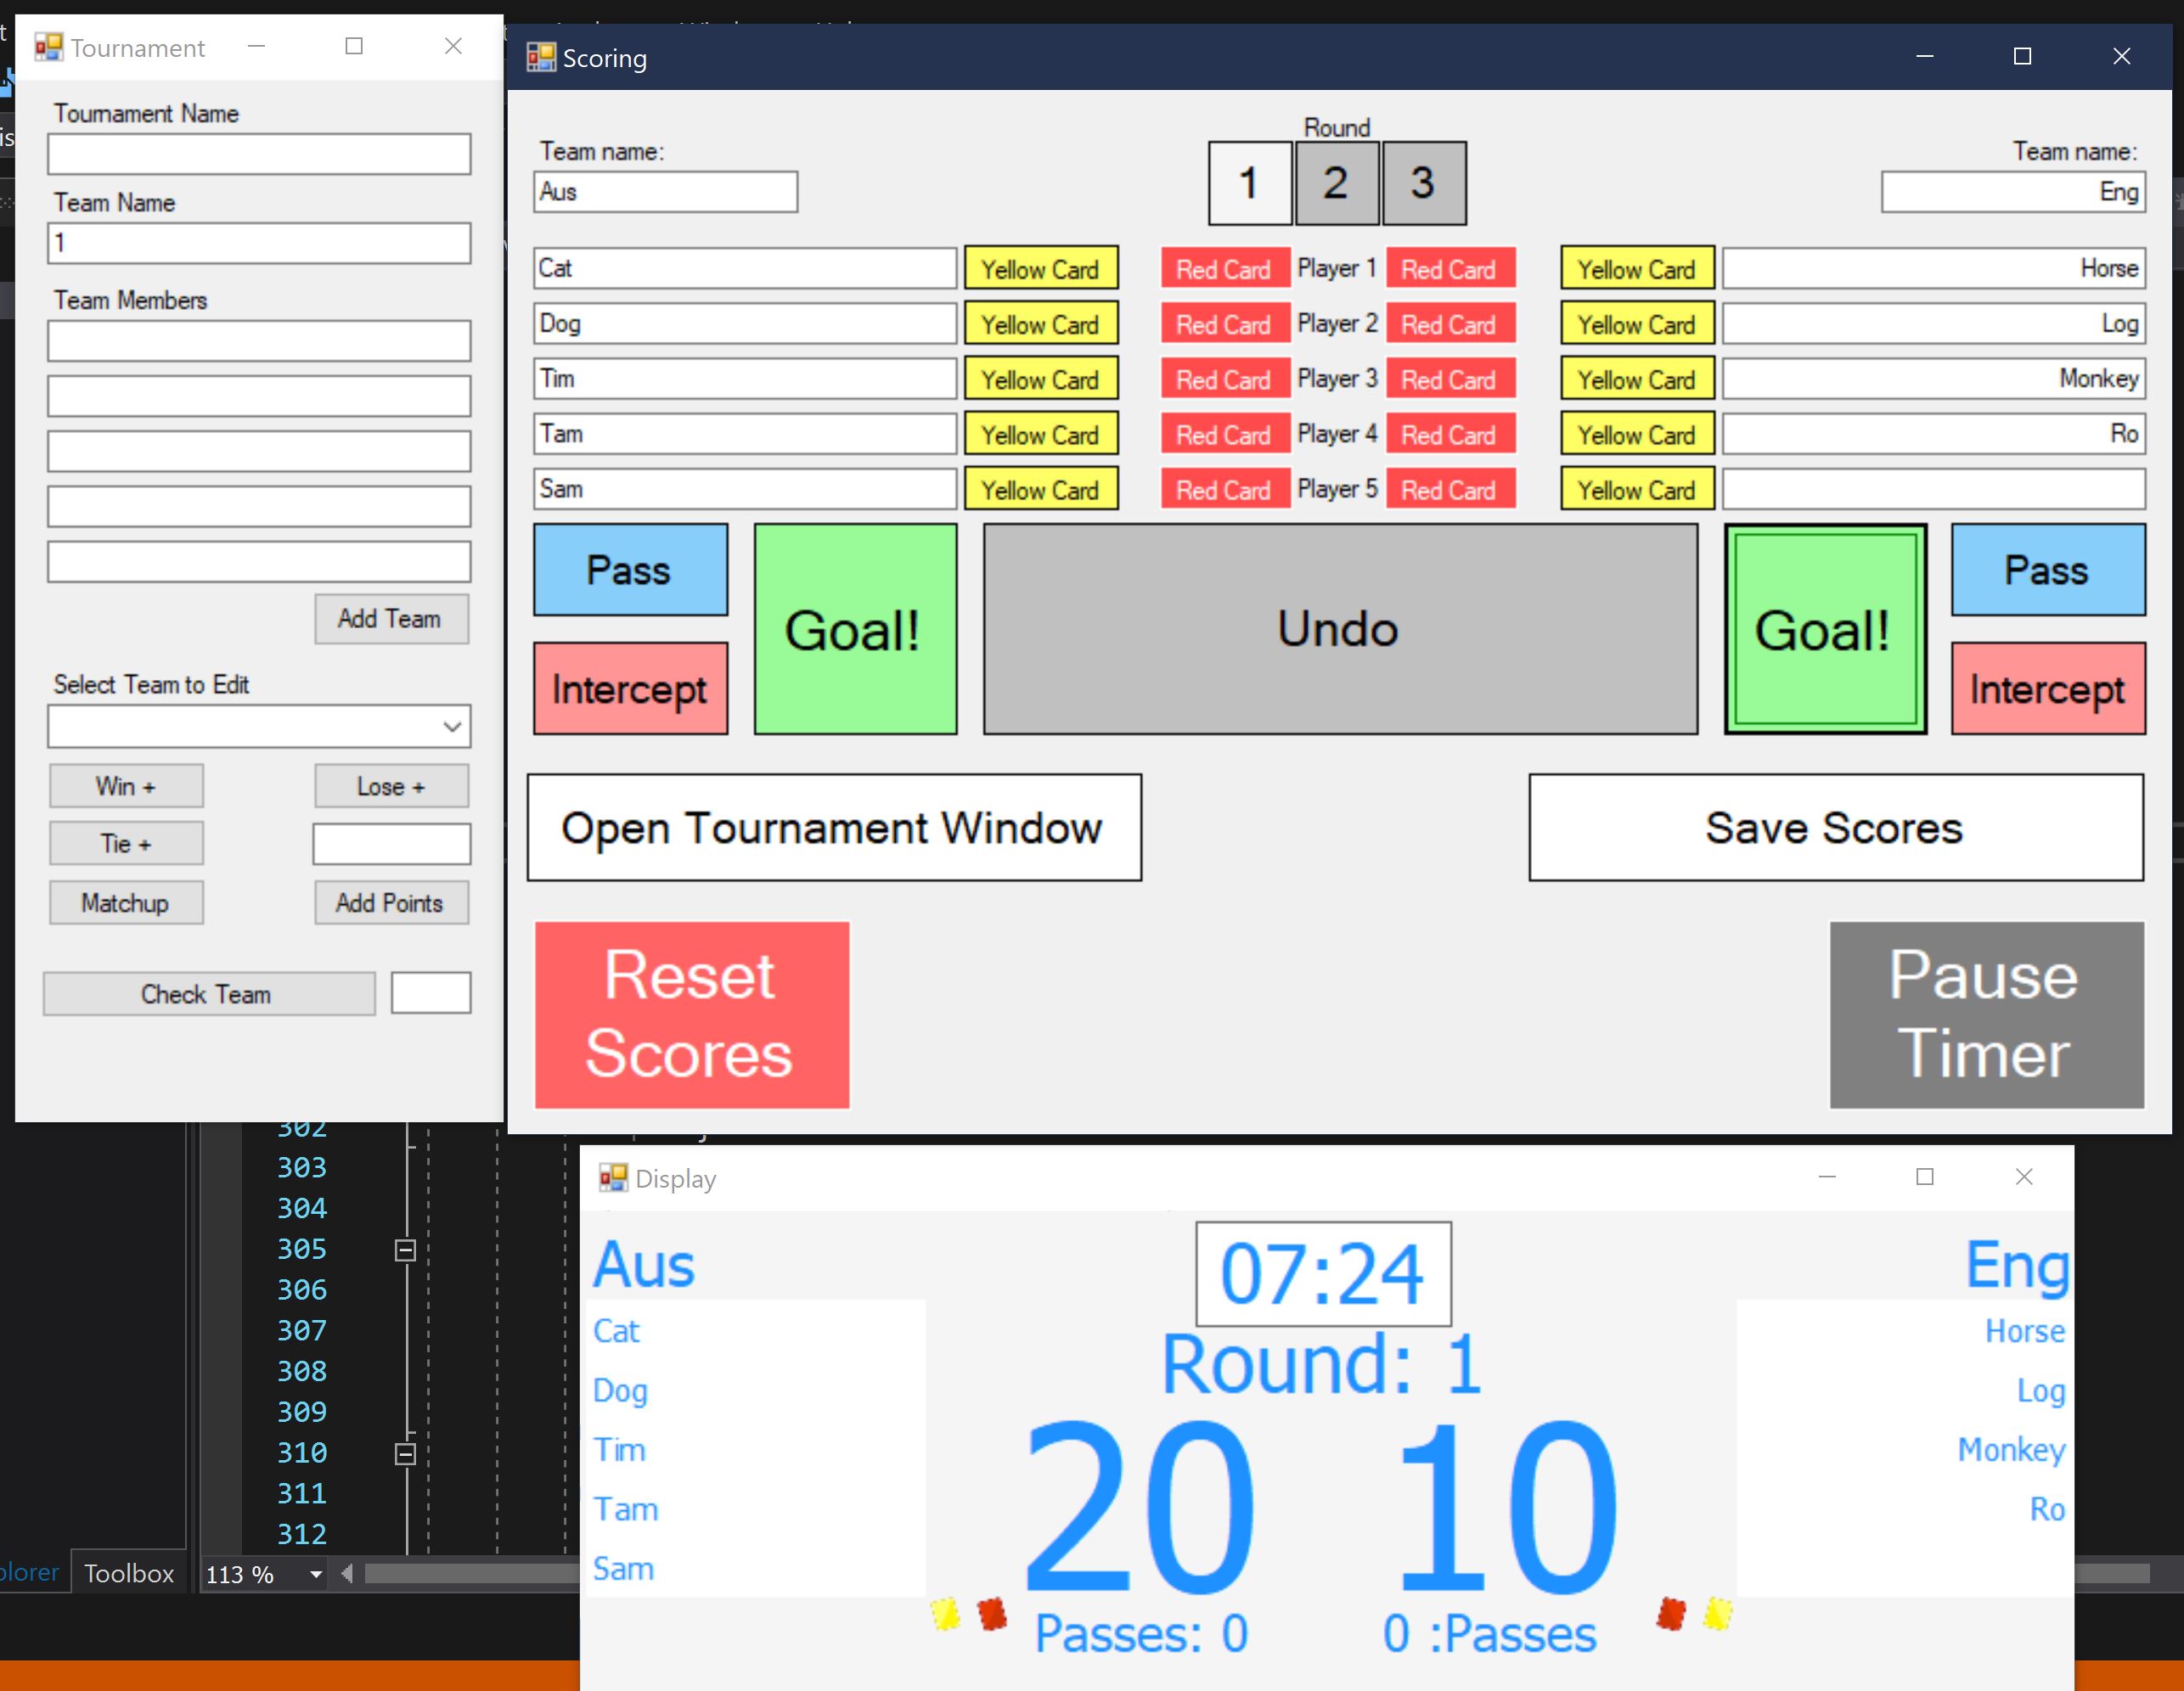 Tournament
Tournament Name
Team Name
1
Team Members
Add Team
Select Team to Edit
Win +
Lose +
Tie +
Matchup
Add Points
Check Team
Scoring
Round
Team name:
Team name:
1 2 3
Aus
Eng
Cat Yellow Card Red Card Player 1 Red Card Yellow Card Horse
Dog Yellow Card Red Card Player 2 Red Card Yellow Card Log
Tim Yellow Card Red Card Player 3 Red Card Yellow Card Monkey
Tam Yellow Card Red Card Player 4 Red Card Yellow Card Ro
Sam Yellow Card Red Card Player 5 Red Card Yellow Card
Pass
Intercept
Goal!
Undo
Goal!
Pass
Intercept
Open Tournament Window
Save Scores
Reset
Scores
Pause
Timer
302
303
304
305
306
307
308
309
310
311
312
Toolbox
113 %
Display
Aus
07:24
Eng
Round: 1
Cat
Dog
Tim
Tam
Sam
20 10
Horse
Log
Monkey
Ro
Passes: 0
0 :Passes